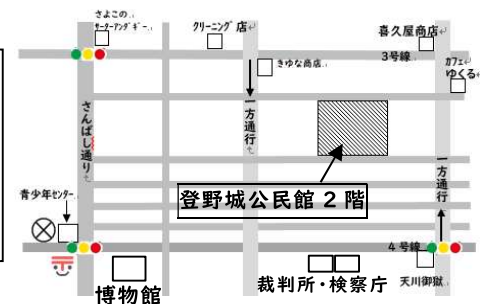 さよこの
サーターアンダギー
クリーニング店
喜久屋商店
きゆな商店
3号線
カフェ
ゆくる
さんばし通り
一方通行
一方通行
登野城公民館 2 階
青少年センター
4号線
博物館
裁判所・検察庁
天川御嶽